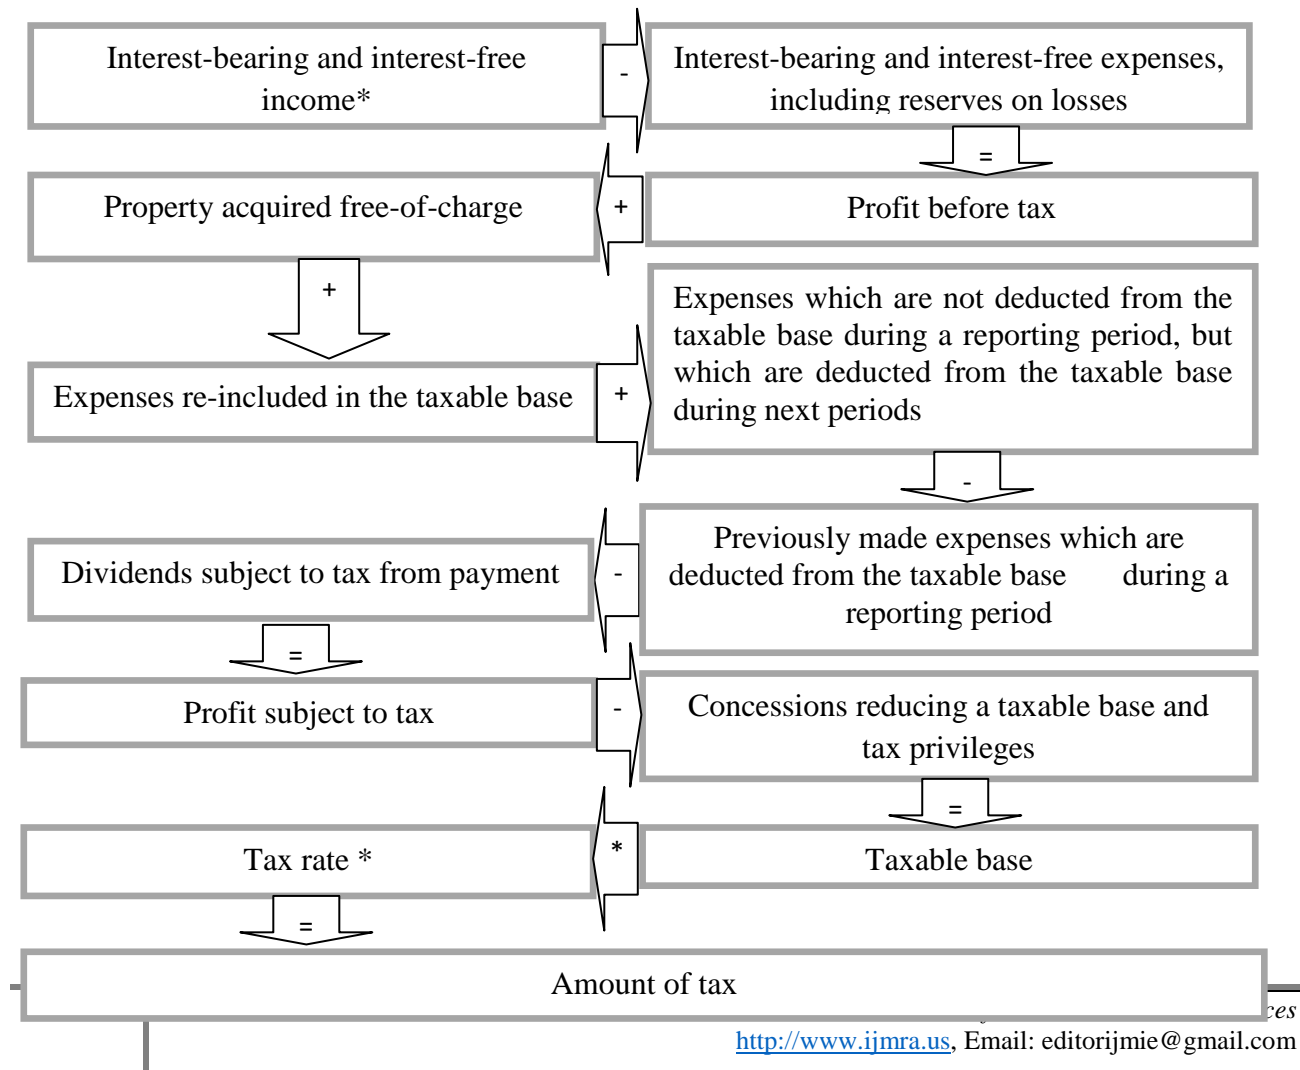 Interest-bearing and interest-free
income*
-
Interest-bearing and interest-free expenses,
including reserves on losses
=
Profit before tax
+
Property acquired free-of-charge
+
Expenses re-included in the taxable base
+
Expenses which are not deducted from the
taxable base during a reporting period, but
which are deducted from the taxable base
during next periods
-
Previously made expenses which are
deducted from the taxable base during a
reporting period
-
Dividends subject to tax from payment
=
Profit subject to tax
-
Concessions reducing a taxable base and
tax privileges
=
Taxable base
*
Tax rate *
=
Amount of tax
ces
http://www.ijmra.us, Email: editorijmie@gmail.com